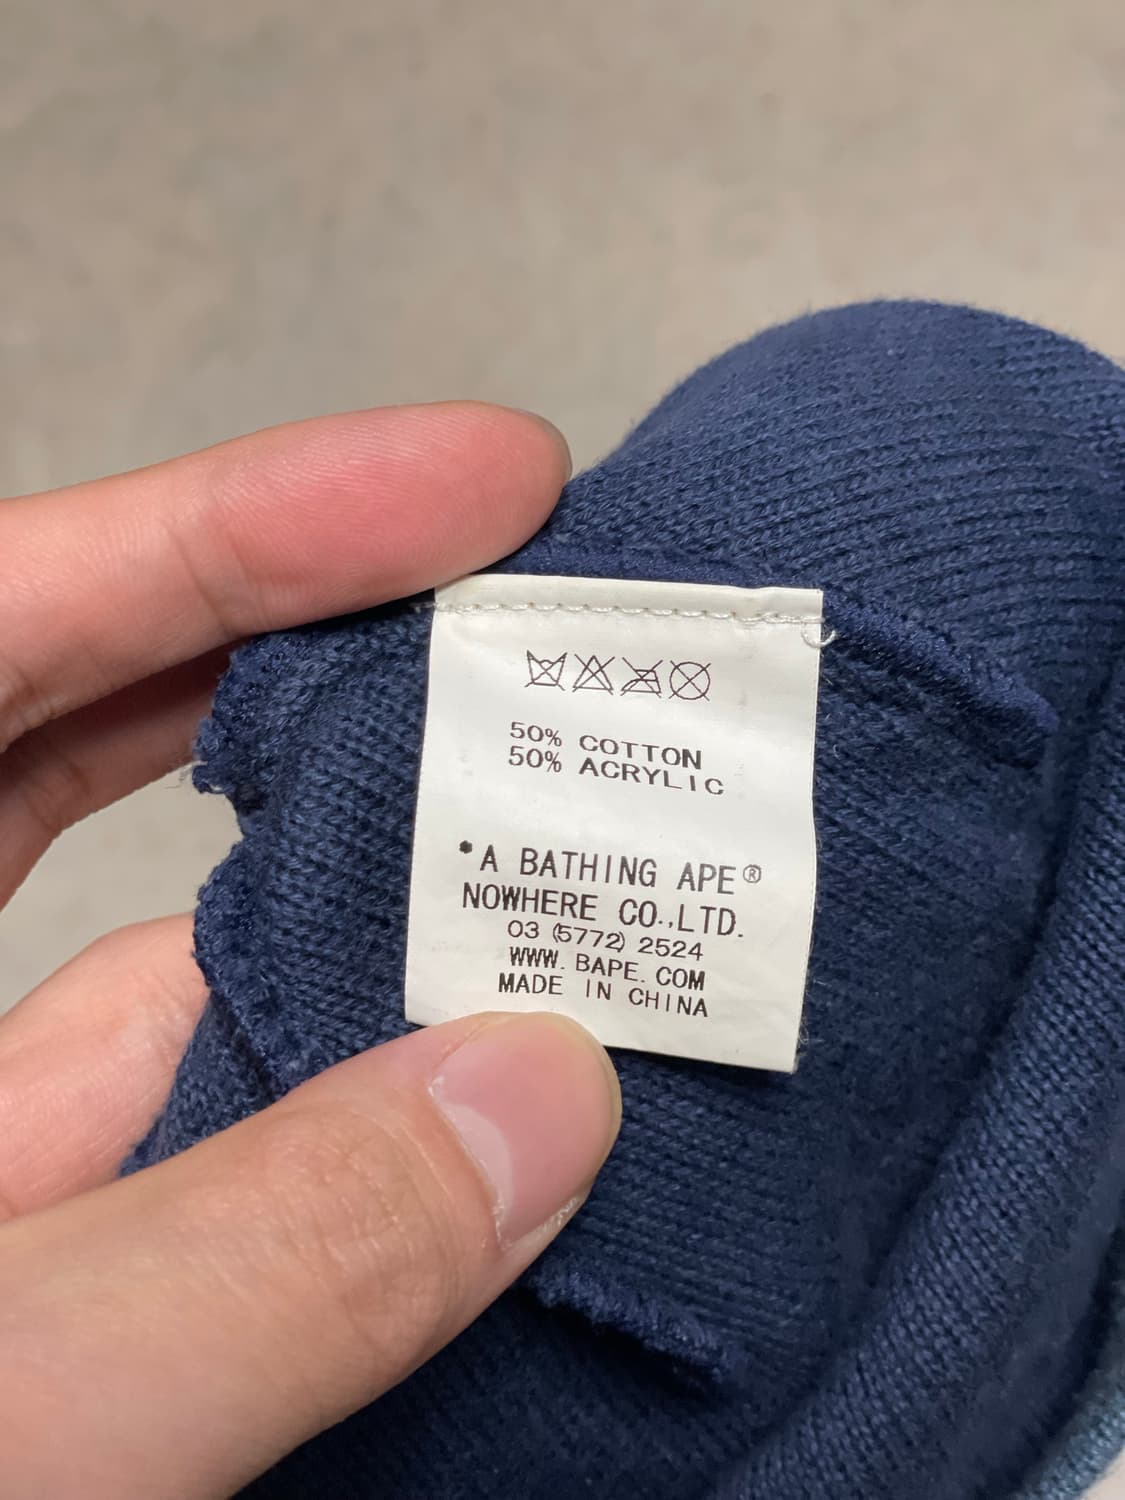 50% COTTON
50% ACRYLIC
*A BATHING APE®
NOWHERE CO.,LTD.
03 (5772) 2524
WWW. BAPE. COM
MADE IN CHINA